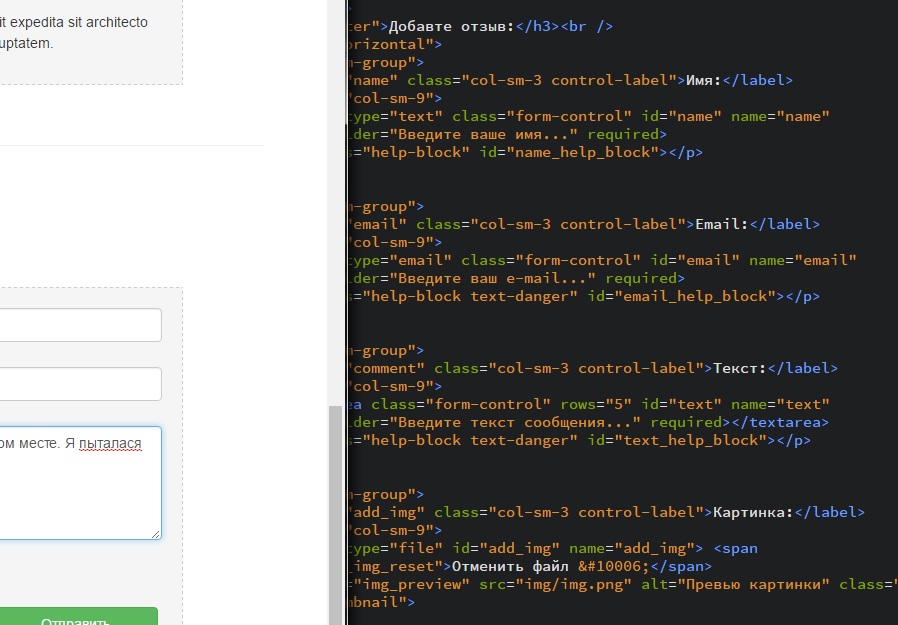 it expedita sit architecto
uptatem.
ом месте. Я пыталася
Отправить
>
ter">Добавте отзыв:</h3><br />
orizontal">
m-group">
"name" class="col-sm-3 control-label">Имя:</label>
"col-sm-9">
type="text" class="form-control" id="name" name="name"
lder="Введите ваше имя..." required>
s="help-block" id="name_help_block"></p>
m-group">
"email" class="col-sm-3 control-label">Email:</label>
"col-sm-9">
type="email" class="form-control" id="email" name="email"
lder="Введите ваш e-mail..." required>
s="help-block text-danger" id="email_help_block"></p>
m-group">
"comment" class="col-sm-3 control-label">Текст:</label>
"col-sm-9">
ea class="form-control" rows="5" id="text" name="text"
lder="Введите текст сообщения..." required></textarea>
s="help-block text-danger" id="text_help_block"></p>
m-group">
"add_img" class="col-sm-3 control-label">Картинка:</label>
"col-sm-9">
type="file" id="add_img" name="add_img"> <span
_img_reset">Отменить файл &#10006;</span>
="img_preview" src="img/img.png" alt="Превью картинки" class="
mbnail">